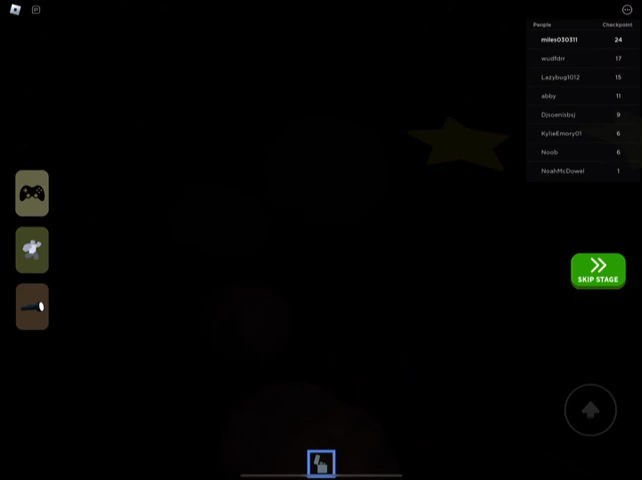 People Checkpoint
miles030311 24
wudfdrr 17
Lazybug1012 15
abby 11
Djsoenisbsj 9
KylieEmory01 6
Noob 6
NoahMcDowel 1
SKIP STAGE